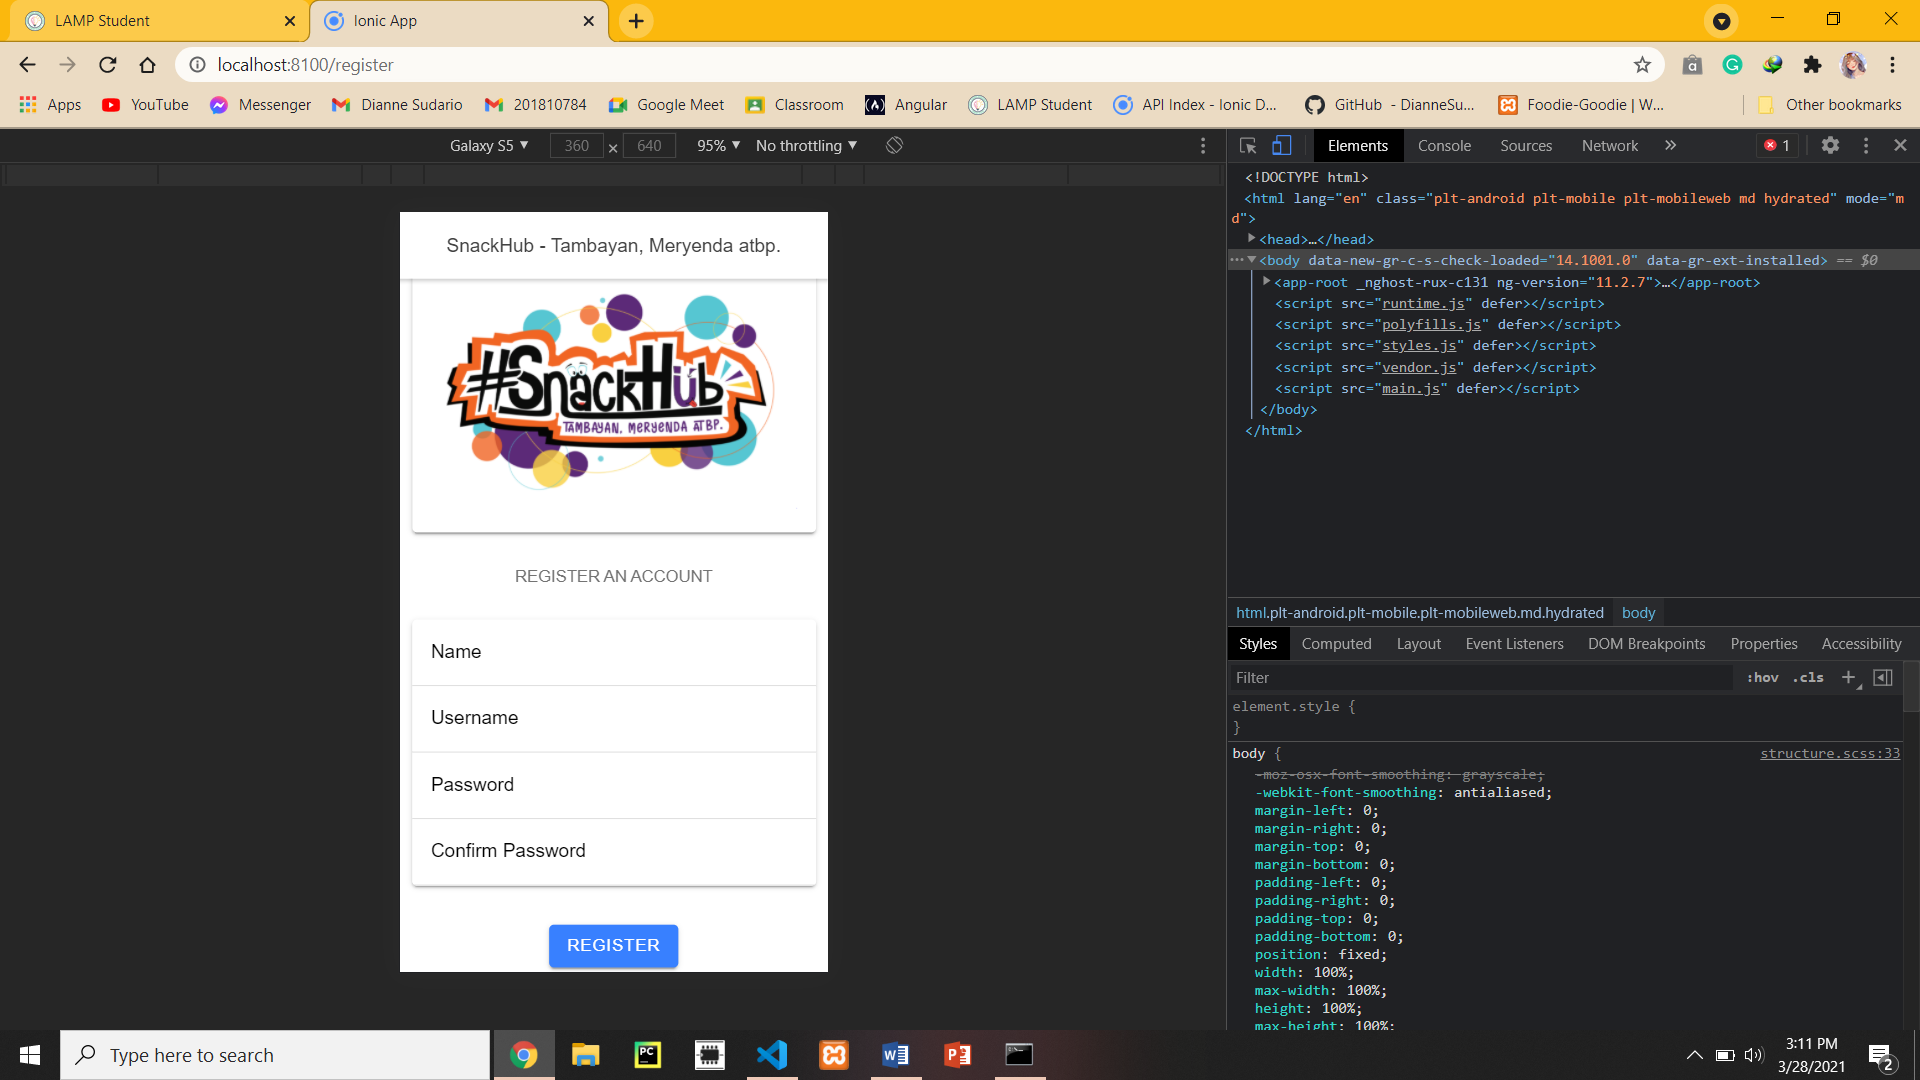 LAMP Student
Ionic App
localhost:8100/register
Apps YouTube Messenger Dianne Sudario 201810784 Google Meet Classroom Angular LAMP Student API Index - Ionic D... GitHub - DianneSu... Foodie-Goodie | W... Other bookmarks
Galaxy S5 360 × 640 95% No throttling
SnackHub - Tambayan, Meryenda atbp.
#SnackHub
TAMBAYAN, MERYENDA ATBP.
REGISTER AN ACCOUNT
Name
Username
Password
Confirm Password
REGISTER
Elements Console Sources Network » 1
<!DOCTYPE html>
<html lang="en" class="plt-android plt-mobile plt-mobileweb md hydrated" mode="m
d">
<head>…</head>
<body data-new-gr-c-s-check-loaded="14.1001.0" data-gr-ext-installed> == $0
<app-root _nghost-rux-c131 ng-version="11.2.7">…</app-root>
<script src="runtime.js" defer></script>
<script src="polyfills.js" defer></script>
<script src="styles.js" defer></script>
<script src="vendor.js" defer></script>
<script src="main.js" defer></script>
</body>
</html>
html.plt-android.plt-mobile.plt-mobileweb.md.hydrated body
Styles Computed Layout Event Listeners DOM Breakpoints Properties Accessibility
Filter :hov .cls +
element.style {
}
body { structure.scss:33
-moz-osx-font-smoothing: grayscale;
-webkit-font-smoothing: antialiased;
margin-left: 0;
margin-right: 0;
margin-top: 0;
margin-bottom: 0;
padding-left: 0;
padding-right: 0;
padding-top: 0;
padding-bottom: 0;
position: fixed;
width: 100%;
max-width: 100%;
height: 100%;
max-height: 100%;
Type here to search
3:11 PM
3/28/2021
2